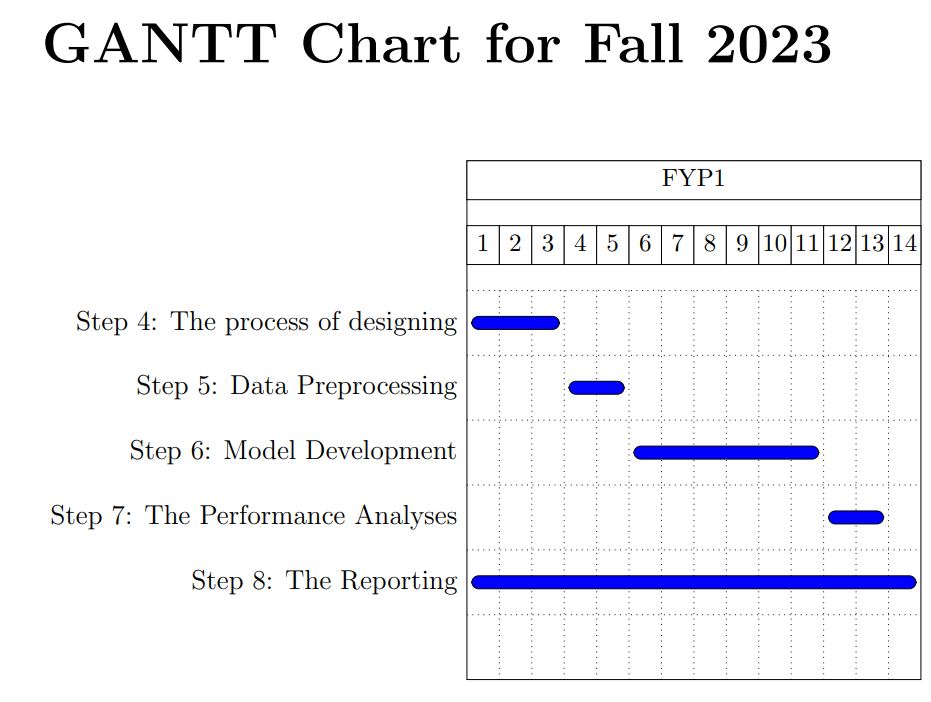 GANTT Chart for Fall 2023
FYP1
1 2 3 4 5 6 7 8 9 10 11 12 13 14
Step 4: The process of designing
Step 5: Data Preprocessing
Step 6: Model Development
Step 7: The Performance Analyses
Step 8: The Reporting